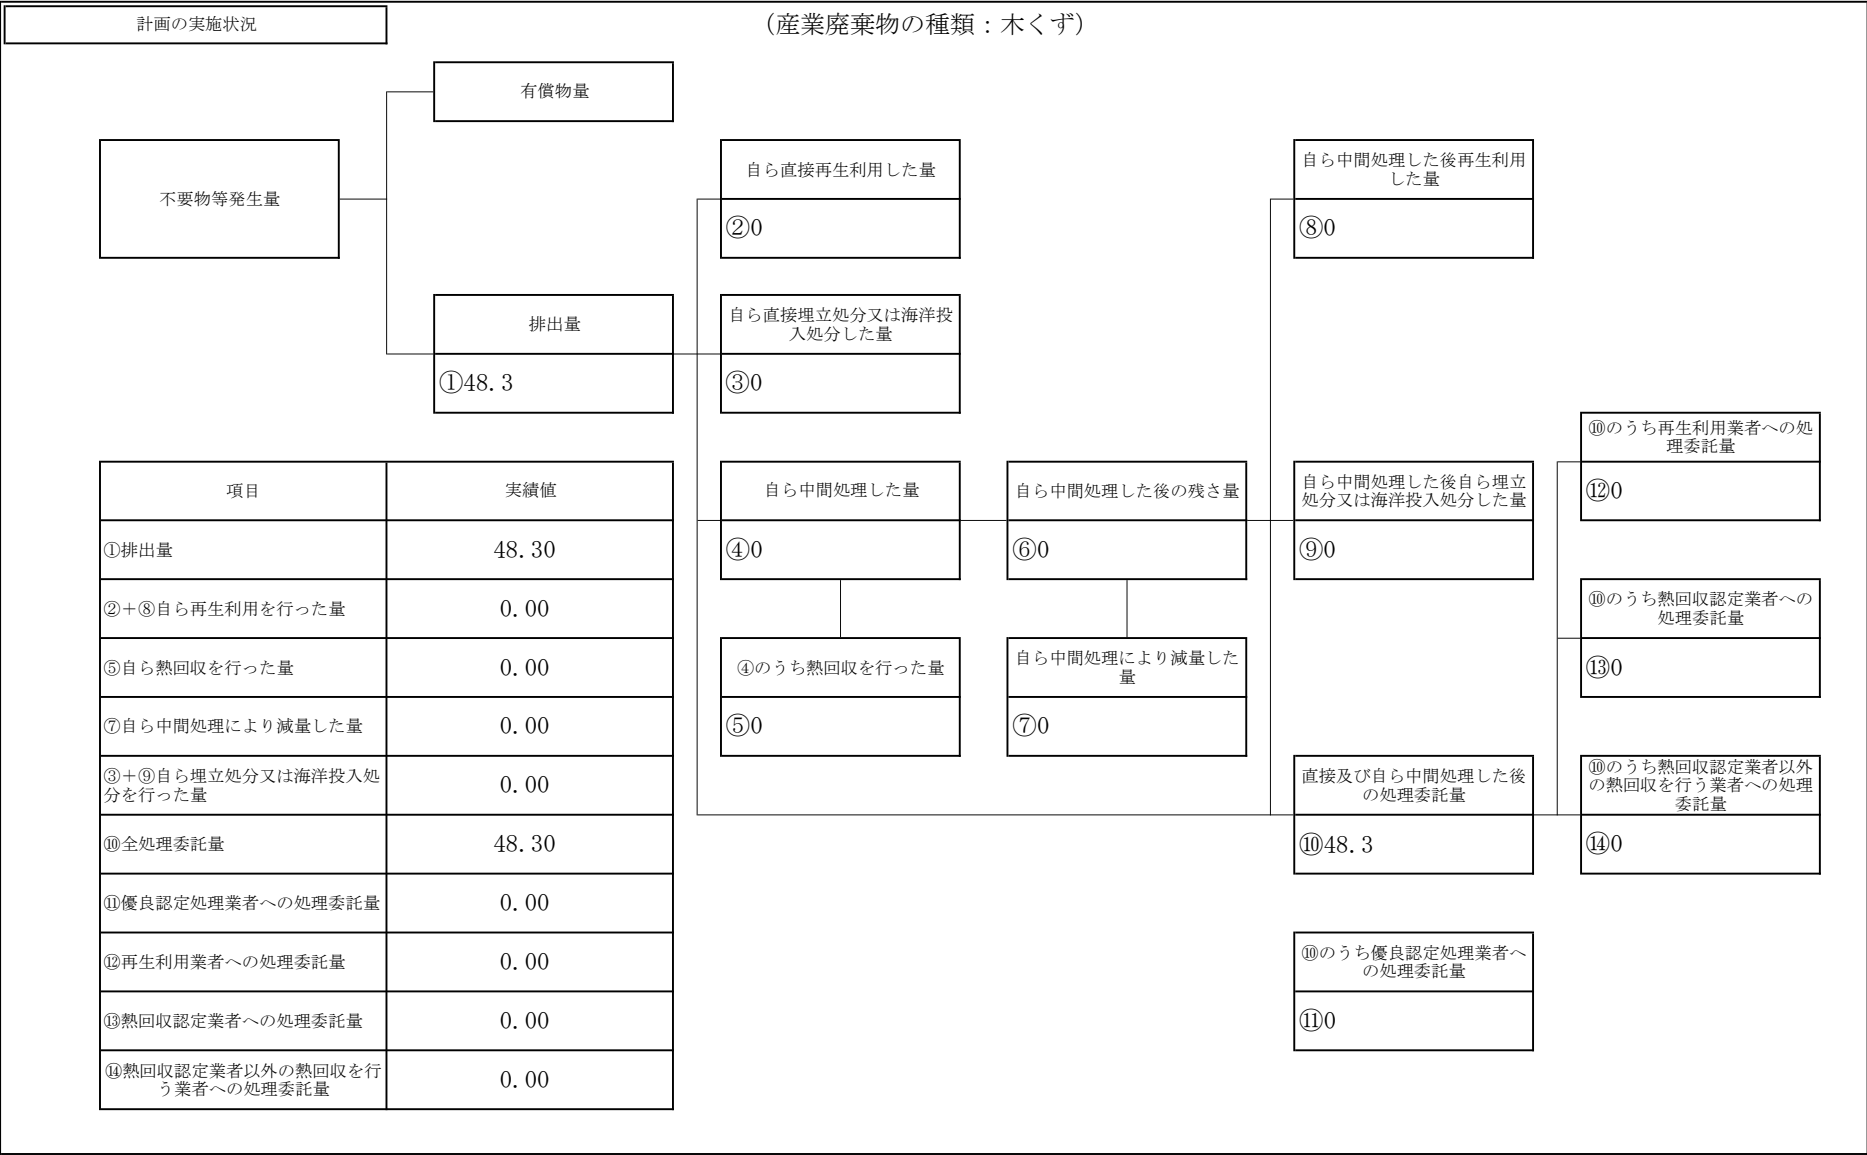 計画の実施状況
（産業廃棄物の種類：木くず）
有償物量
不要物等発生量
自ら直接再生利用した量
②0
自ら中間処理した後再生利用
した量
⑧0
排出量
①48.3
自ら直接埋立処分又は海洋投
入処分した量
③0
項目
実績値
①排出量
48.30
②＋⑧自ら再生利用を行った量
0.00
⑤自ら熱回収を行った量
0.00
⑦自ら中間処理により減量した量
0.00
③＋⑨自ら埋立処分又は海洋投入処
分を行った量
0.00
⑩全処理委託量
48.30
⑪優良認定処理業者への処理委託量
0.00
⑫再生利用業者への処理委託量
0.00
⑬熱回収認定業者への処理委託量
0.00
⑭熱回収認定業者以外の熱回収を行
う業者への処理委託量
0.00
自ら中間処理した量
④0
自ら中間処理した後の残さ量
⑥0
自ら中間処理した後自ら埋立
処分又は海洋投入処分した量
⑨0
⑩のうち再生利用業者への処
理委託量
⑫0
④のうち熱回収を行った量
⑤0
自ら中間処理により減量した
量
⑦0
⑩のうち熱回収認定業者への
処理委託量
⑬0
直接及び自ら中間処理した後
の処理委託量
⑩48.3
⑩のうち熱回収認定業者以外
の熱回収を行う業者への処理
委託量
⑭0
⑩のうち優良認定処理業者へ
の処理委託量
⑪0